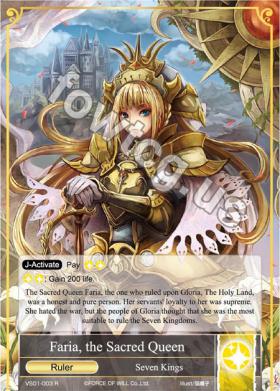 fowtcg.us
J-Activate Pay
: Gain 200 life.
The Sacred Queen Faria, the one who ruled upon Gloria, The Holy Land,
was a honest and pure person. Her servants' loyalty to her was supreme.
She hated the war, but the people of Gloria thought that she was the most
suitable to rule the Seven Kingdoms.
Faria, the Sacred Queen
Ruler
Seven Kings
VS01-003 R ©FORCE OF WILL Co., Ltd. Illust/